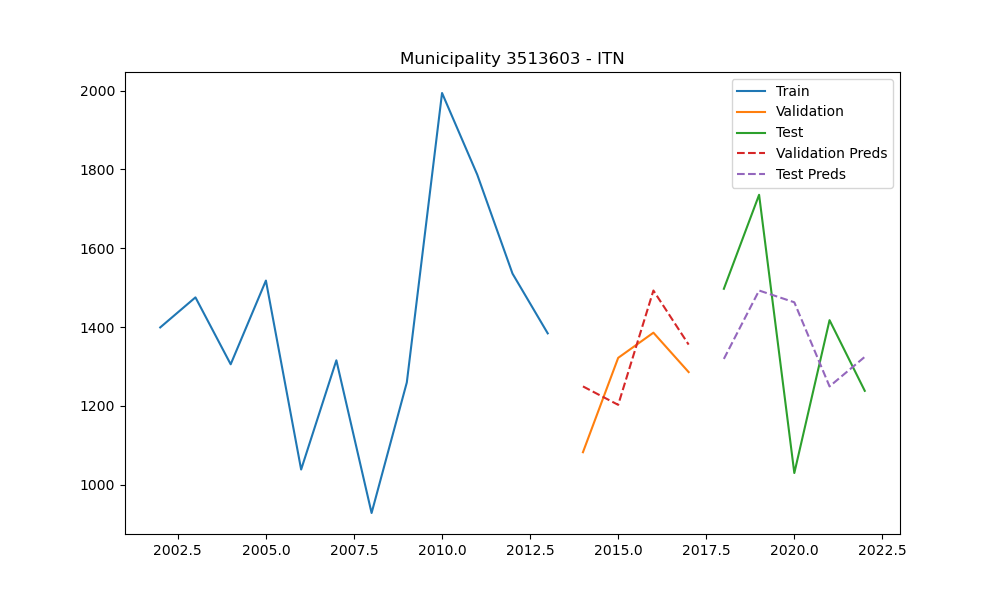 Municipality 3513603 - ITN
2000
1800
1600
1400
1200
1000
Train
Validation
Test
Validation Preds
Test Preds
2002.5 2005.0 2007.5 2010.0 2012.5 2015.0 2017.5 2020.0 2022.5